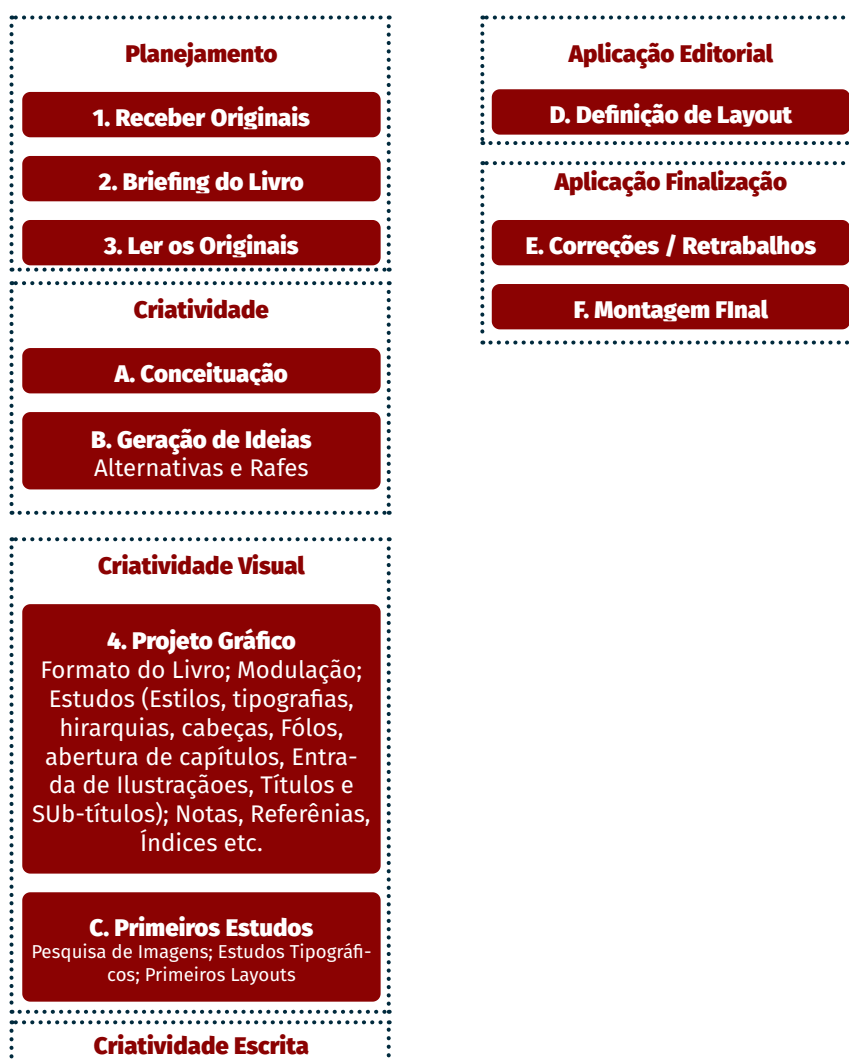 Planejamento
1. Receber Originais
2. Briefing do Livro
3. Ler os Originais
Criatividade
A. Conceituação
B. Geração de Ideias
Alternativas e Rafes
Criatividade Visual
4. Projeto Gráfico
Formato do Livro; Modulação;
Estudos (Estilos, tipografias,
hirarquias, cabeças, Fólos,
abertura de capítulos, Entra-
da de Ilustraçãoes, Títulos e
SUb-títulos); Notas, Referênias,
Índices etc.
C. Primeiros Estudos
Pesquisa de Imagens; Estudos Tipográfi-
cos; Primeiros Layouts
Criatividade Escrita
Aplicação Editorial
D. Definição de Layout
Aplicação Finalização
E. Correções / Retrabalhos
F. Montagem FInal